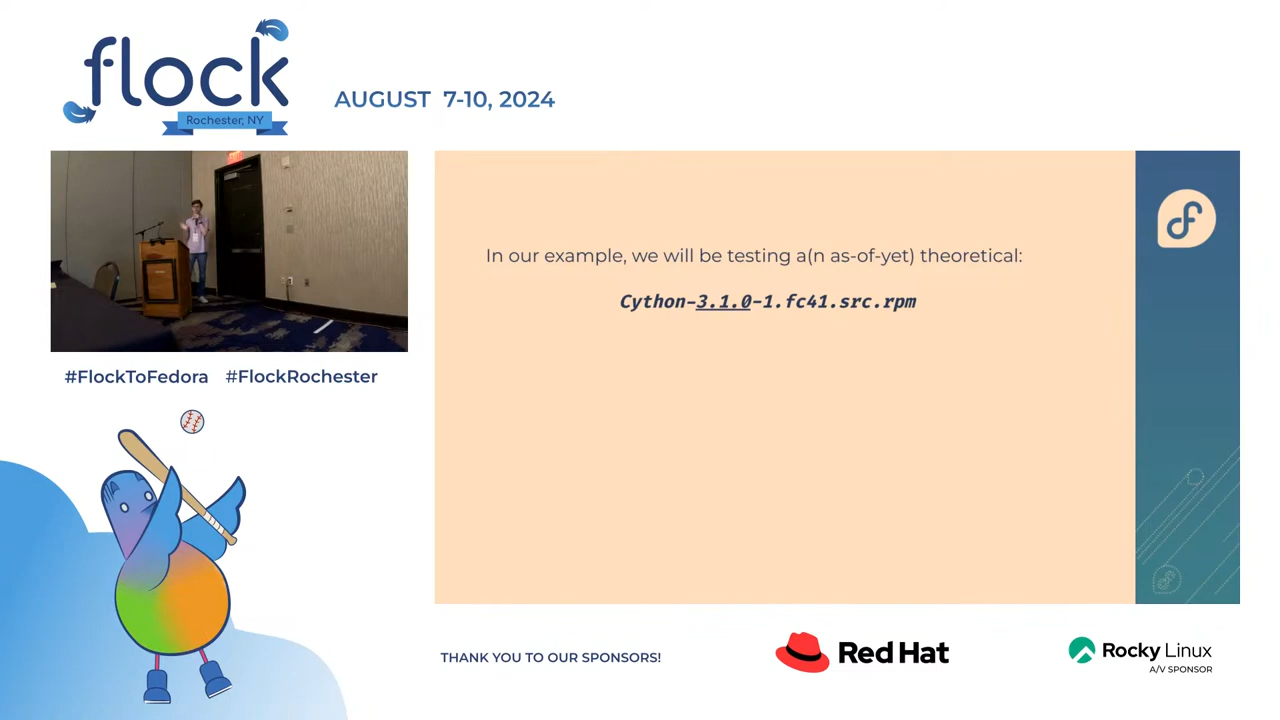 flock
Rochester, NY
AUGUST 7-10, 2024
In our example, we will be testing a(n as-of-yet) theoretical:
Cython-3.1.0-1.fc41.src.rpm
#FlockToFedora #FlockRochester
THANK YOU TO OUR SPONSORS!
Red Hat
Rocky Linux
A/V SPONSOR